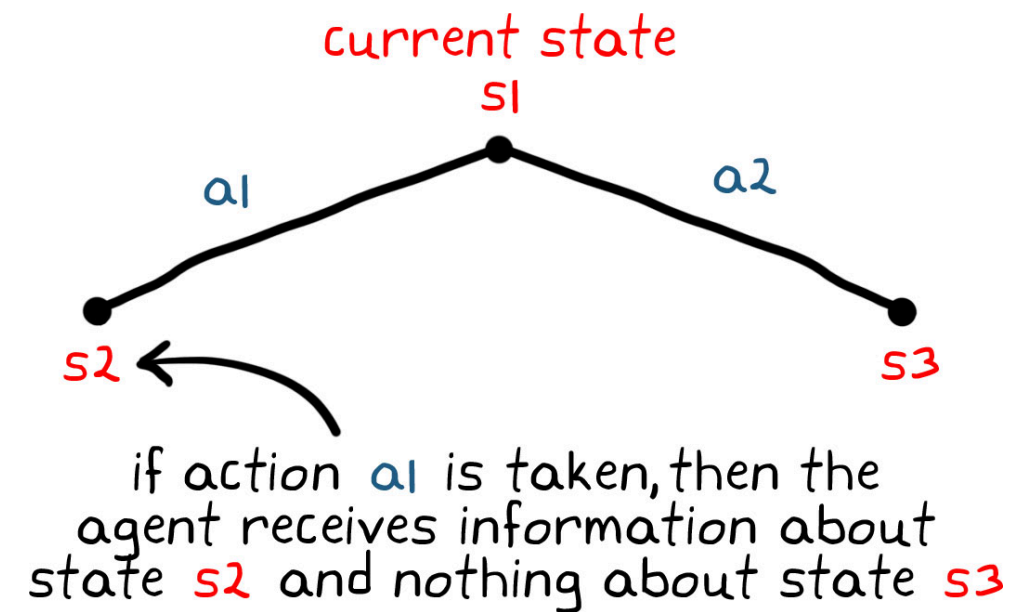 current state
s1
a1
a2
s2
s3
if action a1 is taken, then the
agent receives information about
state s2 and nothing about state s3